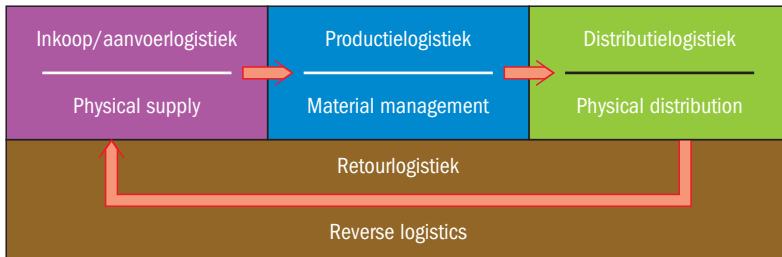 Inkoop/aanvoerlogistiek
Physical supply
Productielogistiek
Material management
Distributielogistiek
Physical distribution
Retourlogistiek
Reverse logistics